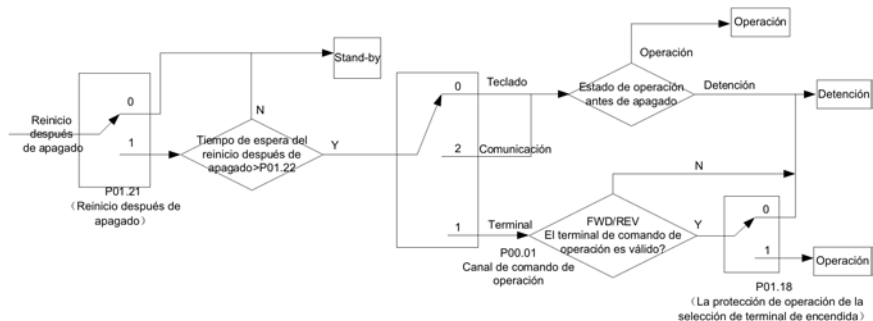 Operación
Operación
Stand-by
0
Teclado
Estado de operación
antes de apagado
Detención
Detención
0
N
Reinicio
después
de apagado
1
Tiempo de espera del
reinicio después de
apagado>P01.22
Y
2
Comunicación
N
P01.21
（Reinicio después de
apagado）
1
Terminal
FWD/REV
El terminal de comando de
operación es válido?
Y
0
P00.01
Canal de comando de
operación
1
Operación
P01.18
（La protección de operación de la
selección de terminal de encendida）